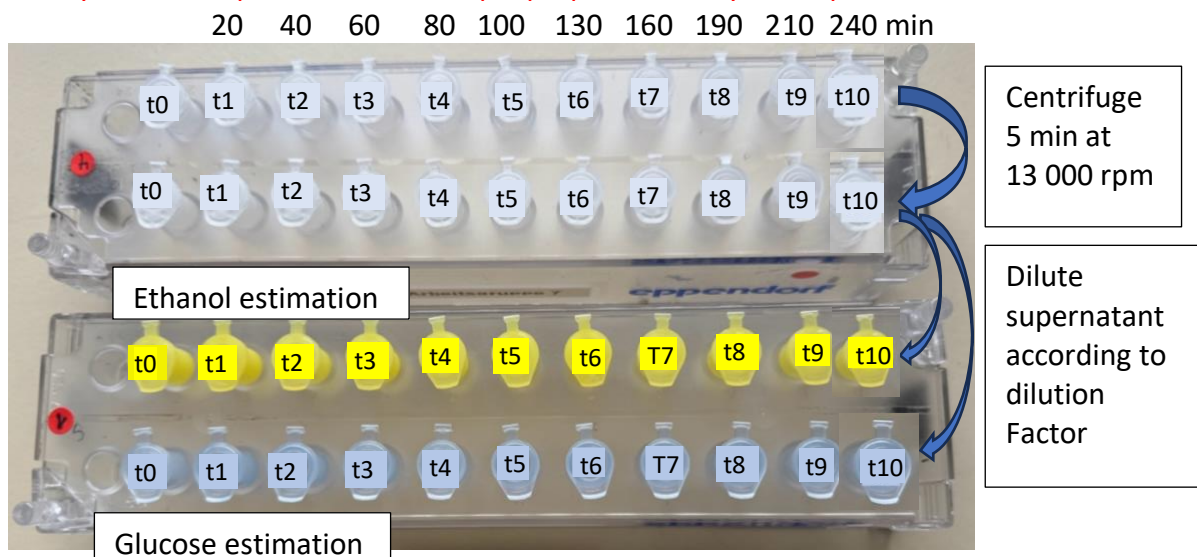 20 40 60 80 100 130 160 190 210 240 min
t0 t1 t2 t3 t4 t5 t6 t7 t8 t9 t10
t0 t1 t2 t3 t4 t5 t6 t7 t8 t9 t10
Centrifuge
5 min at
13 000 rpm
Ethanol estimation
eppendorf
t0 t1 t2 t3 t4 t5 t6 T7 t8 t9 t10
Dilute
supernatant
according to
dilution
Factor
t0 t1 t2 t3 t4 t5 t6 T7 t8 t9 t10
Glucose estimation